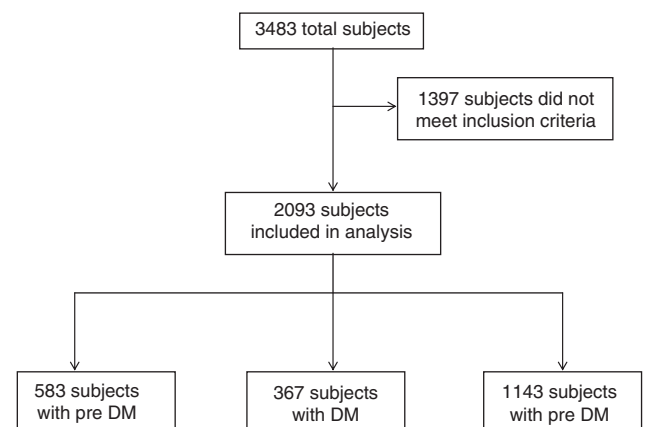 3483 total subjects
1397 subjects did not
meet inclusion criteria
2093 subjects
included in analysis
583 subjects
with pre DM
367 subjects
with DM
1143 subjects
with pre DM